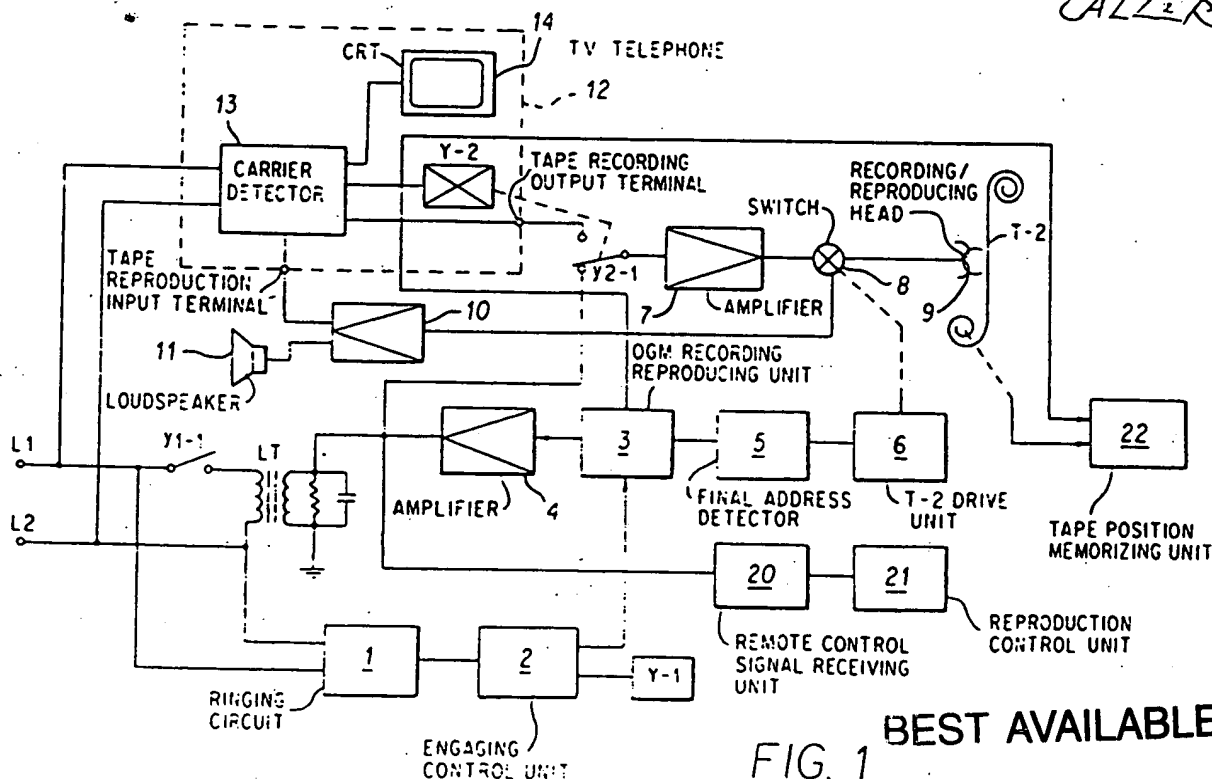 CALLER
14
TV TELEPHONE
CRT
12
13
CARRIER
DETECTOR
Y-2
TAPE RECORDING
OUTPUT TERMINAL
RECORDING/
REPRODUCING
HEAD
SWITCH
T-2
TAPE
REPRODUCTION
INPUT TERMINAL
Y2-1
7
AMPLIFIER
8
9
10
11
LOUDSPEAKER
OGM RECORDING
REPRODUCING UNIT
L1
Y1-1
LT
3
5
6
22
AMPLIFIER
4
FINAL ADDRESS
DETECTOR
T-2 DRIVE
UNIT
TAPE POSITION
MEMORIZING UNIT
L2
20
21
REMOTE CONTROL
SIGNAL RECEIVING
UNIT
REPRODUCTION
CONTROL UNIT
1
2
Y-1
RINGING
CIRCUIT
ENGAGING
CONTROL UNIT
FIG. 1
BEST AVAILABLE